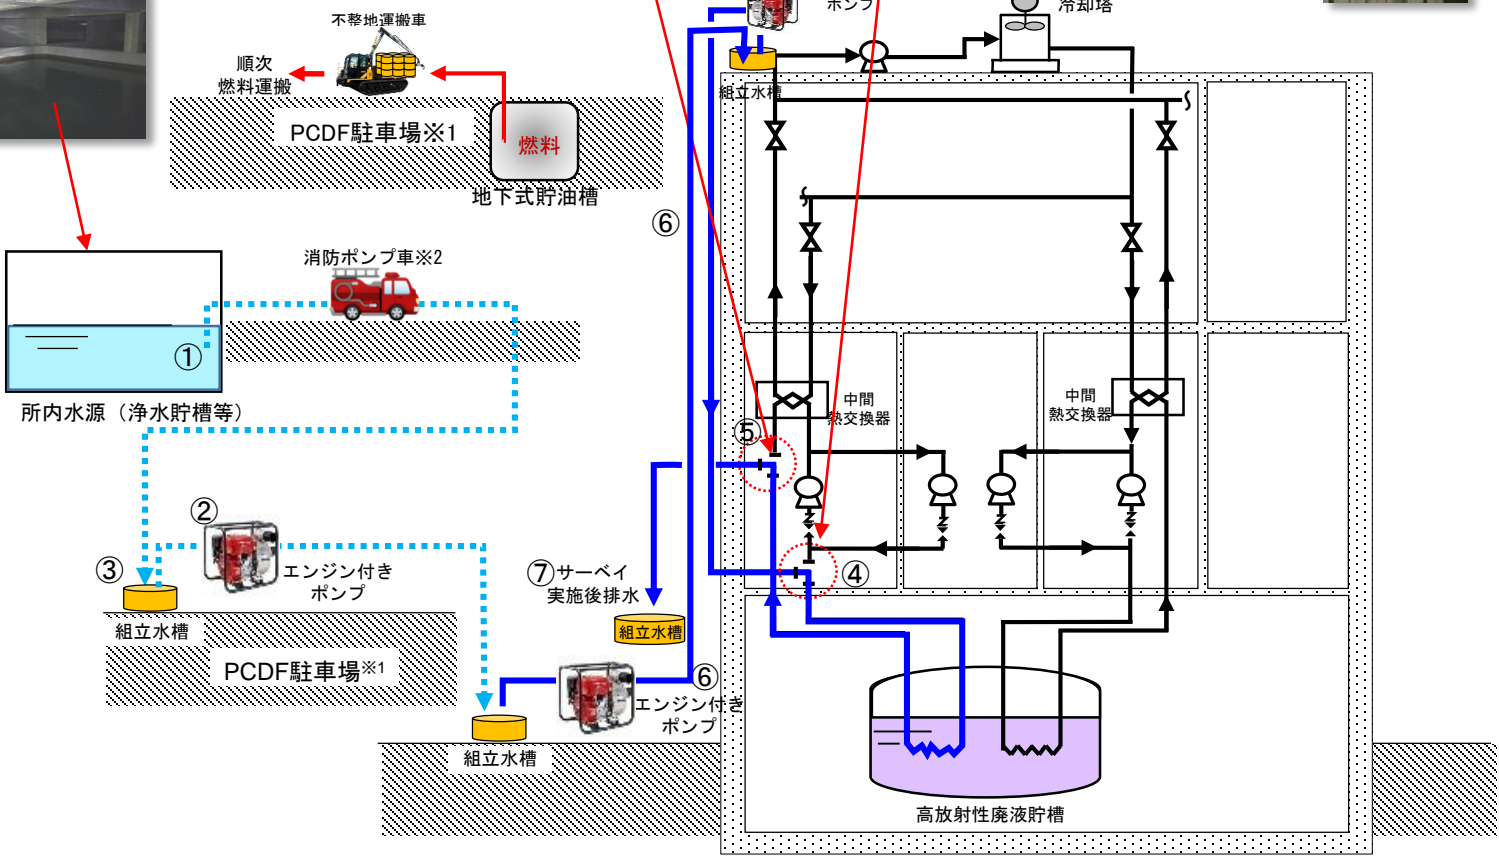 ポンプ
冷却塔
不整地運搬車
順次
燃料運搬
組立水槽
PCDF駐車場※1
燃料
地下式貯油槽
⑥
消防ポンプ車※2
①
所内水源（浄水貯槽等）
中間
熱交換器
中間
熱交換器
⑤
②
エンジン付き
ポンプ
③
組立水槽
PCDF駐車場※1
⑦サーベイ
実施後排水
組立水槽
④
⑥
エンジン付き
ポンプ
組立水槽
高放射性廃液貯槽